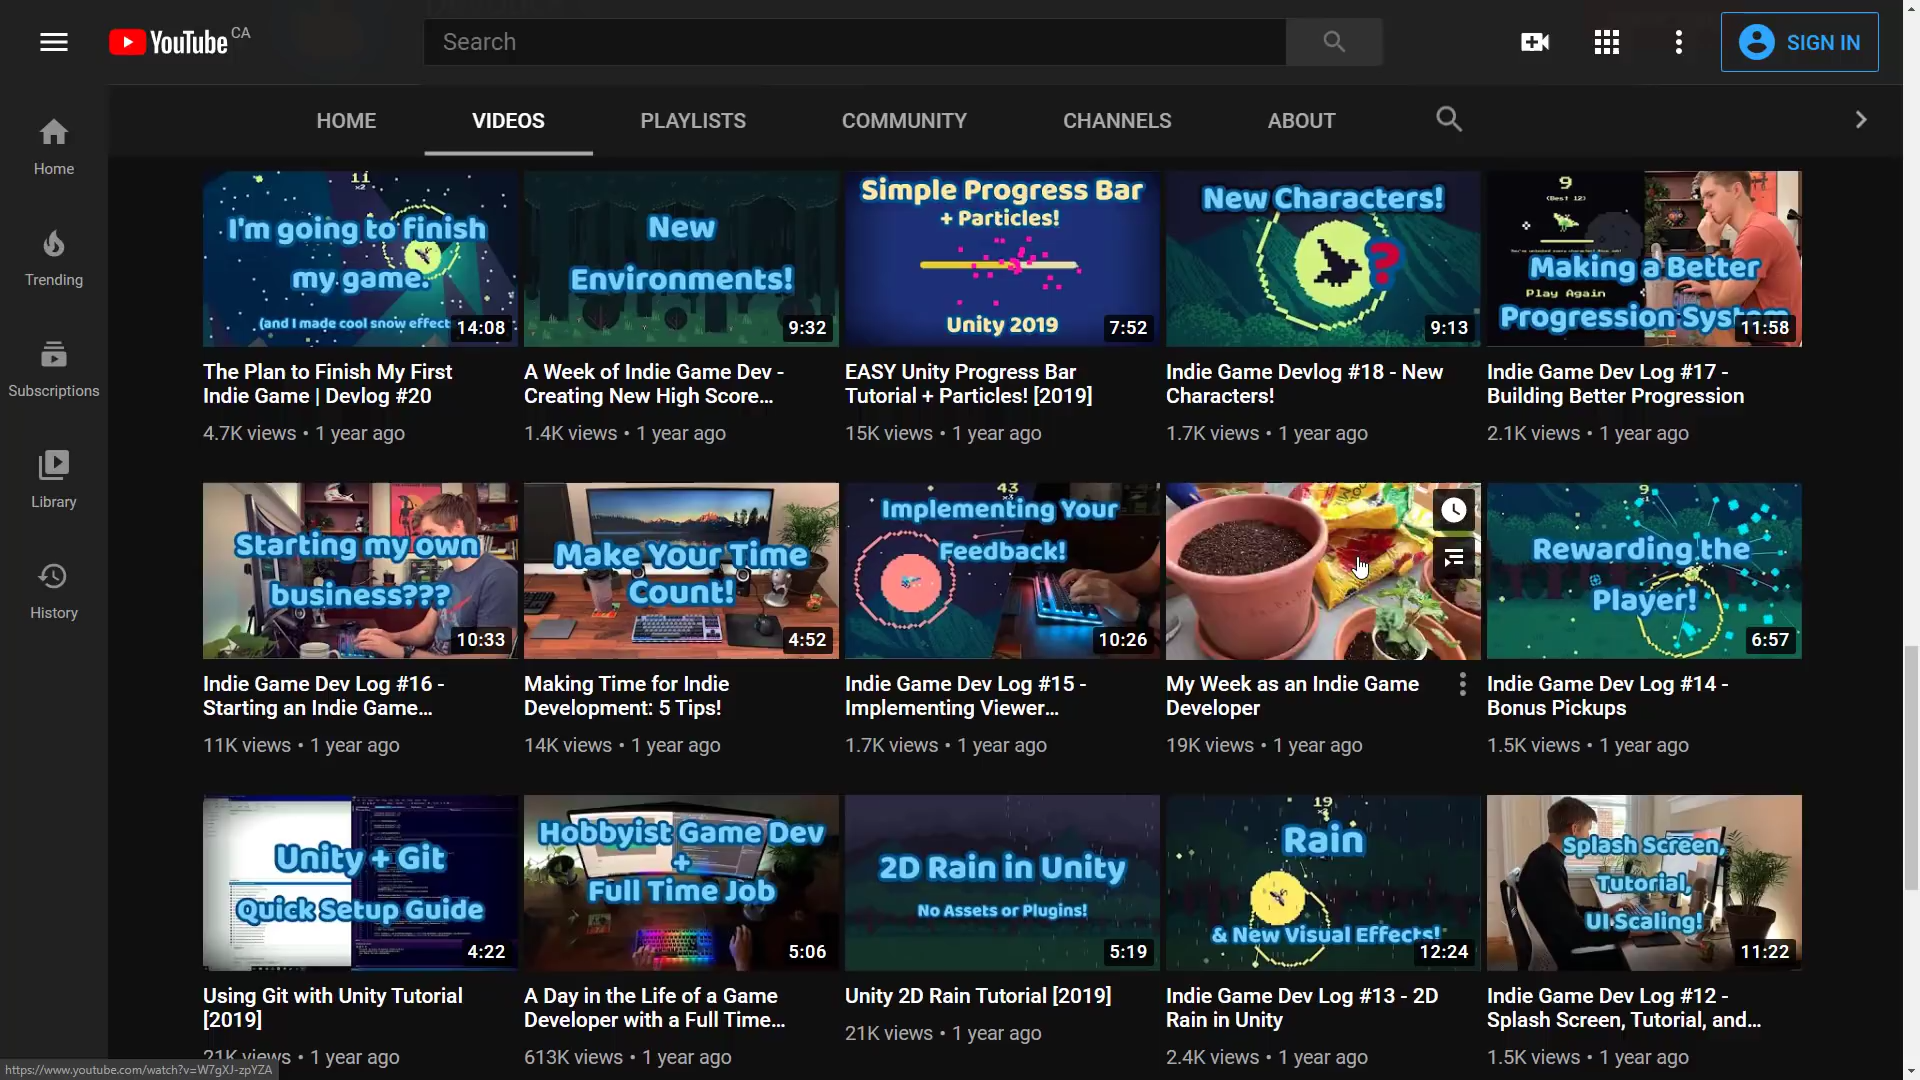 YouTube CA
Search
SIGN IN
HOME
VIDEOS
PLAYLISTS
COMMUNITY
CHANNELS
ABOUT
Home
Trending
Subscriptions
Library
History
11
x2
I'm going to finish
my game.
(and I made cool snow effect
14:08
The Plan to Finish My First
Indie Game | Devlog #20
4.7K views • 1 year ago
New
Environments!
9:32
A Week of Indie Game Dev -
Creating New High Score...
1.4K views • 1 year ago
Simple Progress Bar
+ Particles!
Unity 2019
7:52
EASY Unity Progress Bar
Tutorial + Particles! [2019]
15K views • 1 year ago
New Characters!
?
9:13
Indie Game Devlog #18 - New
Characters!
1.7K views • 1 year ago
9
(Best 12)
Making a Better
Play Again
Progression System
11:58
Indie Game Dev Log #17 -
Building Better Progression
2.1K views • 1 year ago
Starting my own
business???
10:33
Indie Game Dev Log #16 -
Starting an Indie Game...
11K views • 1 year ago
Make Your Time
Count!
4:52
Making Time for Indie
Development: 5 Tips!
14K views • 1 year ago
43
Implementing Your
Feedback!
10:26
Indie Game Dev Log #15 -
Implementing Viewer...
1.7K views • 1 year ago
My Week as an Indie Game
Developer
19K views • 1 year ago
9
Rewarding the
Player!
6:57
Indie Game Dev Log #14 -
Bonus Pickups
1.5K views • 1 year ago
Unity + Git
Quick Setup Guide
4:22
Using Git with Unity Tutorial
[2019]
21K views • 1 year ago
Hobbyist Game Dev
+
Full Time Job
5:06
A Day in the Life of a Game
Developer with a Full Time...
613K views • 1 year ago
2D Rain in Unity
No Assets or Plugins!
5:19
Unity 2D Rain Tutorial [2019]
21K views • 1 year ago
19
Rain
& New Visual Effects!
12:24
Indie Game Dev Log #13 - 2D
Rain in Unity
2.4K views • 1 year ago
Splash Screen,
Tutorial,
UI Scaling!
11:22
Indie Game Dev Log #12 -
Splash Screen, Tutorial, and...
1.5K views • 1 year ago
https://www.youtube.com/watch?v=W7gXJ-zpYZA